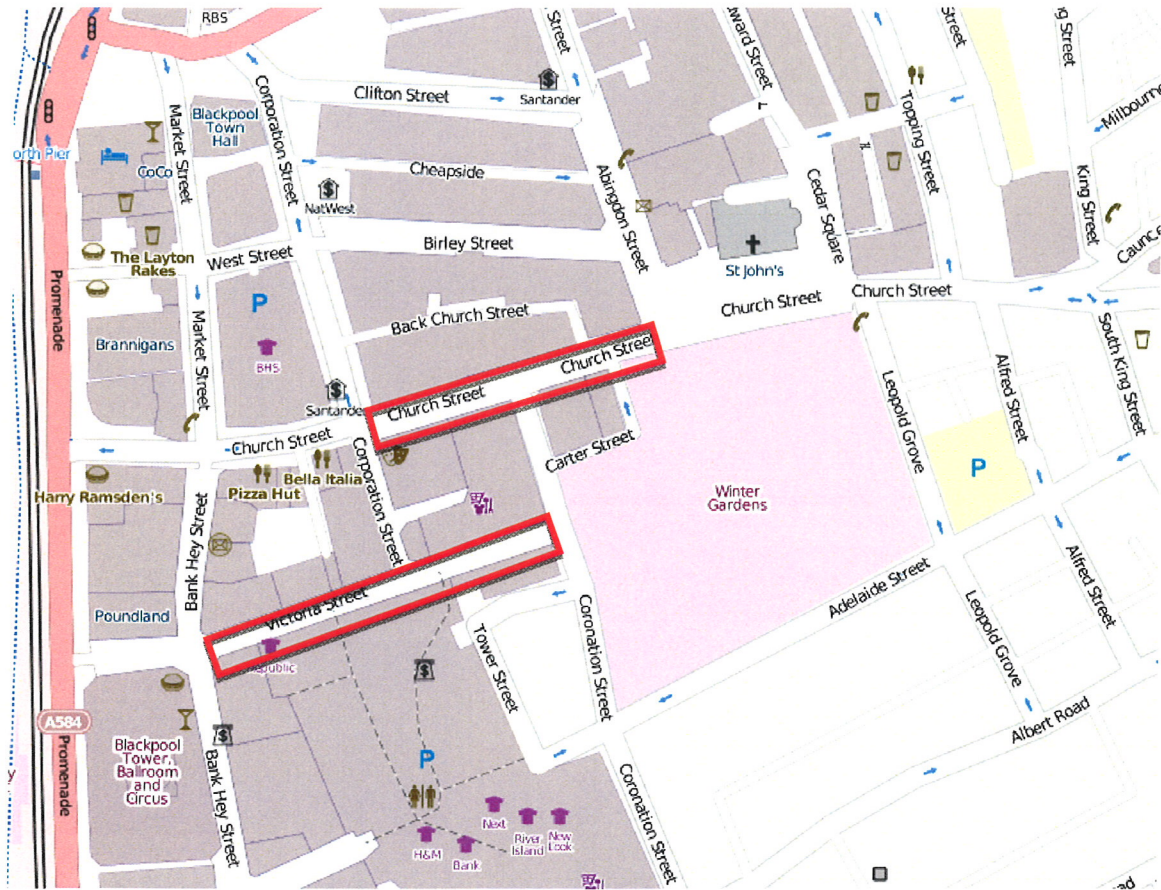 RBS
Street
Street
ng Street
Clifton Street
Santander
Corporation Street
Market Street
Blackpool
Town
Hall
Topping Street
Milbourne
orth Pier
CoCo
Cheapside
NatWest
Abingdon Street
Cedar Square
King Street
Birley Street
West Street
The Layton
Rakes
St John's
Church Street
Church Street
Promenade
P
Back Church Street
Market Street
Brannigans
BHS
Church Street
Church Street
South King Street
Santander
Leopold Grove
Alfred Street
Church Street
Corporation Street
Carter Street
P
Harry Ramsden's
Pizza Hut
Bella Italia
Winter
Gardens
Bank Hey Street
Alfred Street
Adelaide Street
Victoria Street
Poundland
Coronation Street
Leopold Grove
public
Tower Street
A584
Albert Road
Promenade
Blackpool
Tower,
Ballroom
and
Circus
Bank Hey Street
P
Coronation Street
Next
River
Island
New
Look
H&M
Bank
ad